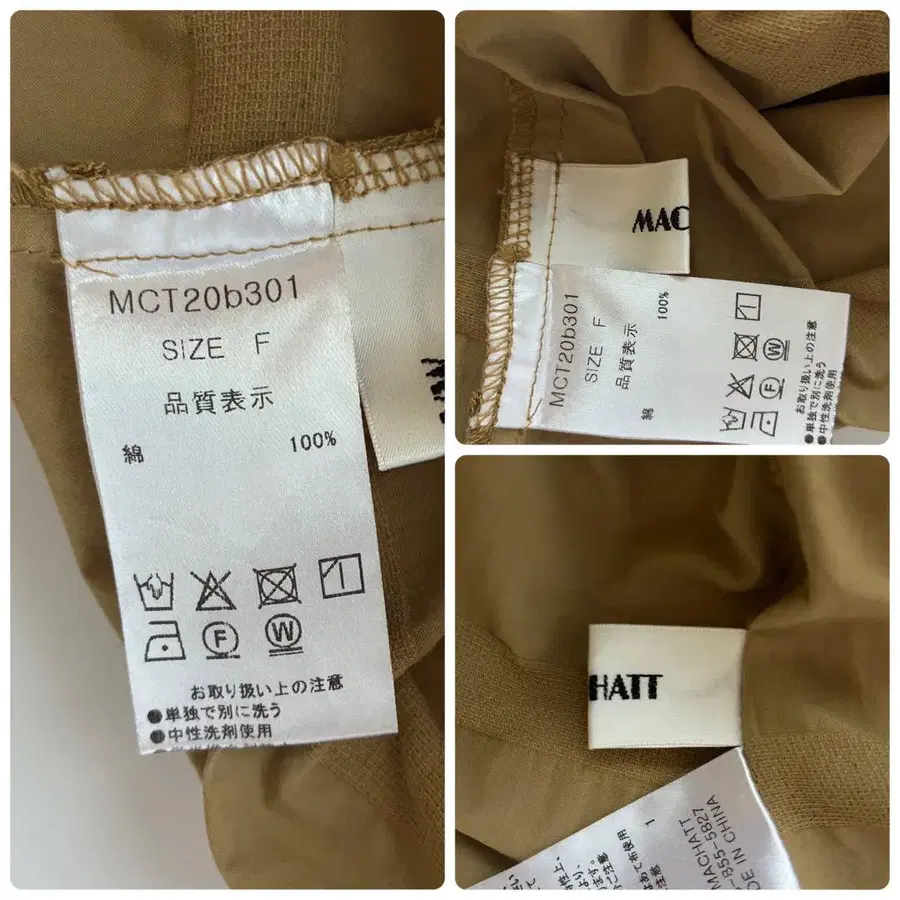 MCT20b301
SIZE F
品質表示
綿 100%
F
W
お取り扱い上の注意
●単独で別に洗う
●中性洗剤使用
MAC
MCT20b301
SIZE F
品質表示
綿 100%
F
W
お取り扱い上の注意
●単独で別に洗う
●中性洗剤使用
HATT
MACHATT
-855-5827
DE IN CHINA